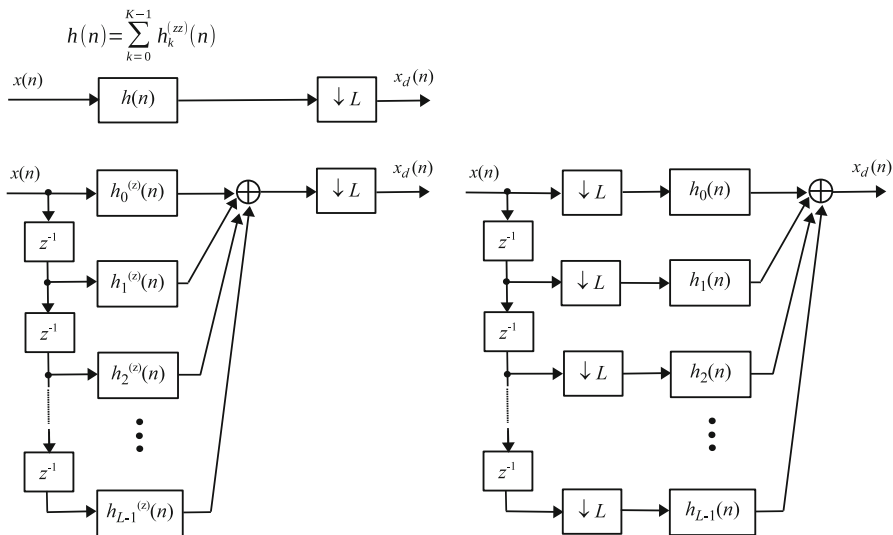 h(n)=∑_{k=0}^{K-1} h_k^{(zz)}(n)
x(n) h(n) ↓ L x_d(n)
x(n) h_0^{(z)}(n) ↓ L x_d(n)
z^{-1}
h_1^{(z)}(n)
z^{-1}
h_2^{(z)}(n)
z^{-1}
h_{L-1}^{(z)}(n)
x(n) ↓ L h_0(n) x_d(n)
z^{-1}
↓ L h_1(n)
z^{-1}
↓ L h_2(n)
z^{-1}
↓ L h_{L-1}(n)